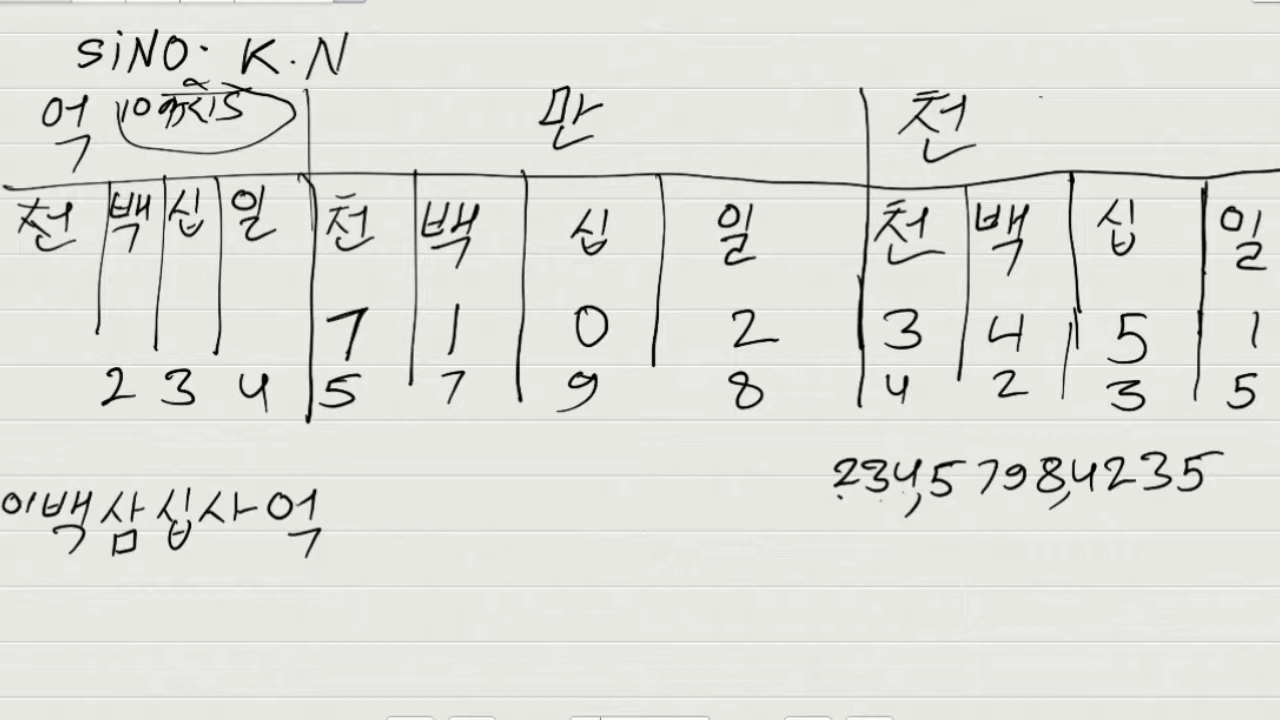 SiNO. K.N
억 만 천
천 백 십 일 천 백 십 일 천 백 십 일
7 1 0 2 3 4 5 1
2 3 4 5 7 9 8 4 2 3 5
234,5798,4235
이백삼십사억